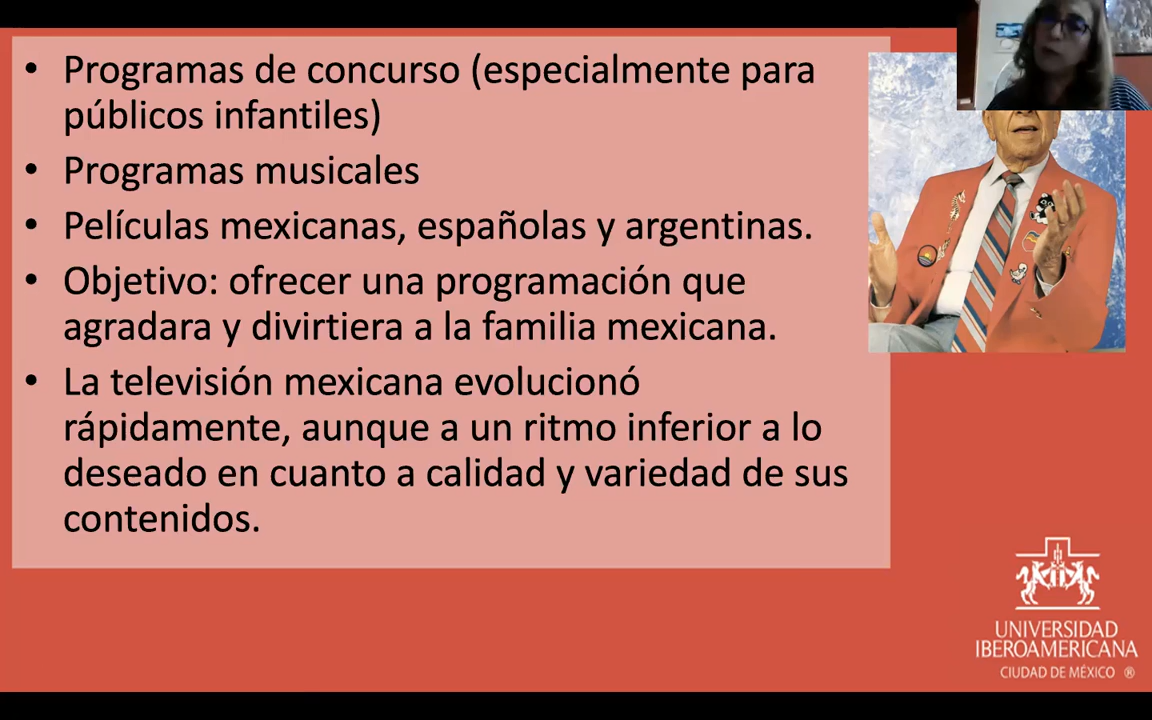 • Programas de concurso (especialmente para
públicos infantiles)
• Programas musicales
• Películas mexicanas, españolas y argentinas.
• Objetivo: ofrecer una programación que
agradara y divirtiera a la familia mexicana.
• La televisión mexicana evolucionó
rápidamente, aunque a un ritmo inferior a lo
deseado en cuanto a calidad y variedad de sus
contenidos.
UNIVERSIDAD
IBEROAMERICANA
CIUDAD DE MÉXICO ®